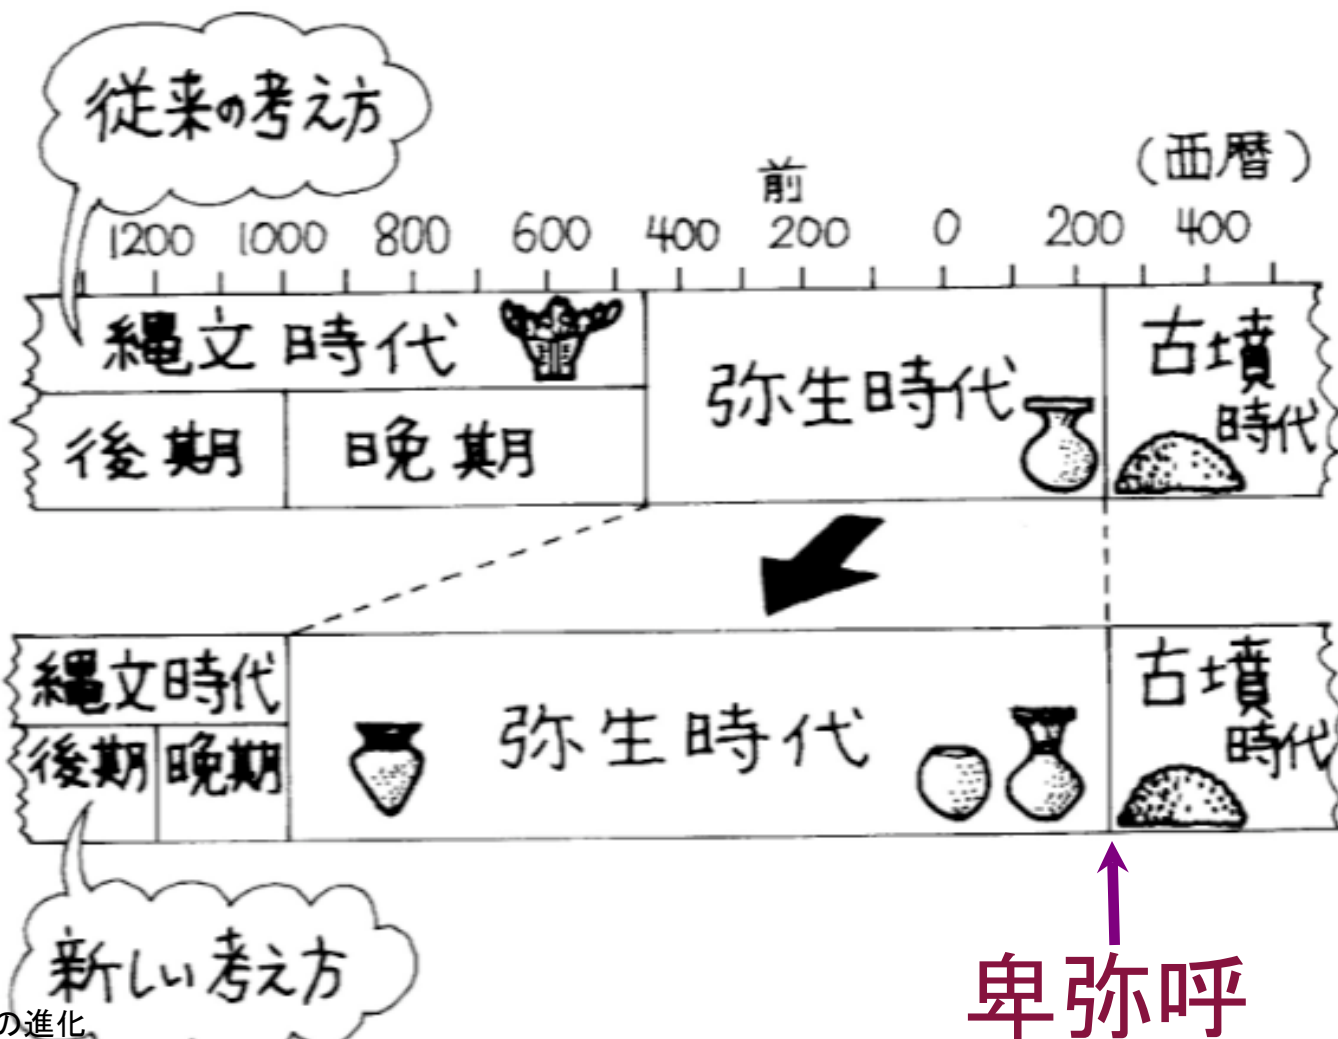 従来の考え方
(西暦)
前
1200 1000 800 600 400 200 0 200 400
縄文時代
弥生時代
古墳
時代
後期
晩期
縄文時代
弥生時代
古墳
時代
後期
晩期
新しい考え方
卑弥呼
の進化